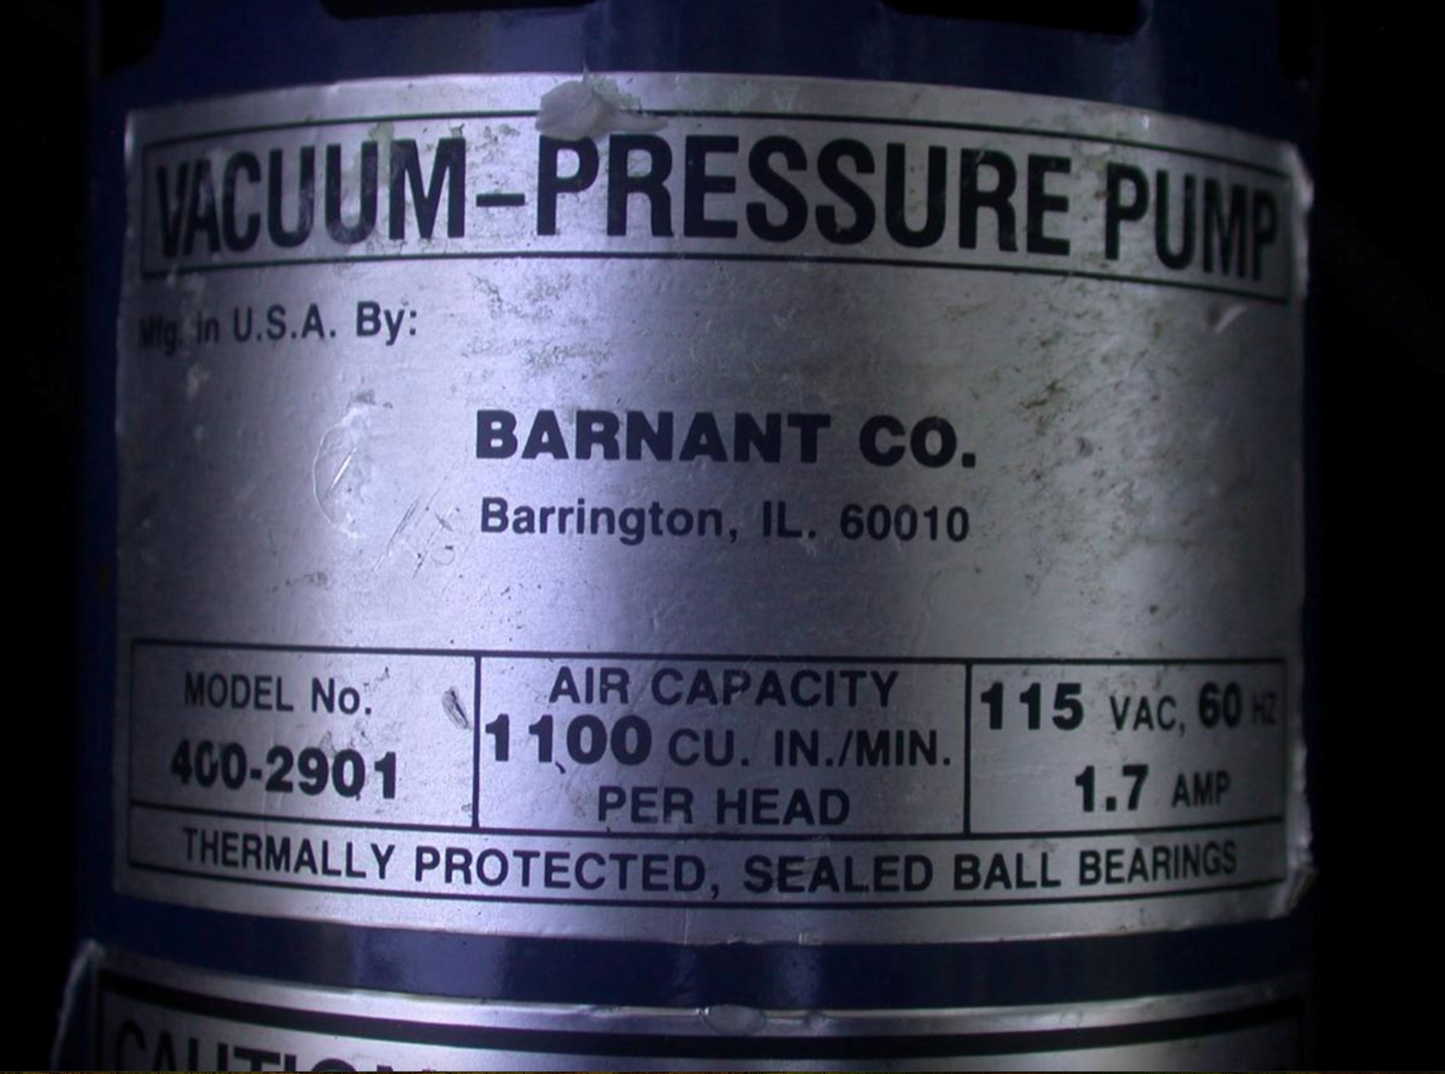 VACUUM-PRESSURE PUMP
Mfg. in U.S.A. By:
BARNANT CO.
Barrington, IL. 60010
MODEL No.
400-2901
AIR CAPACITY
1100 CU. IN./MIN.
PER HEAD
115 VAC, 60 HZ
1.7 AMP
THERMALLY PROTECTED, SEALED BALL BEARINGS
CAUTION